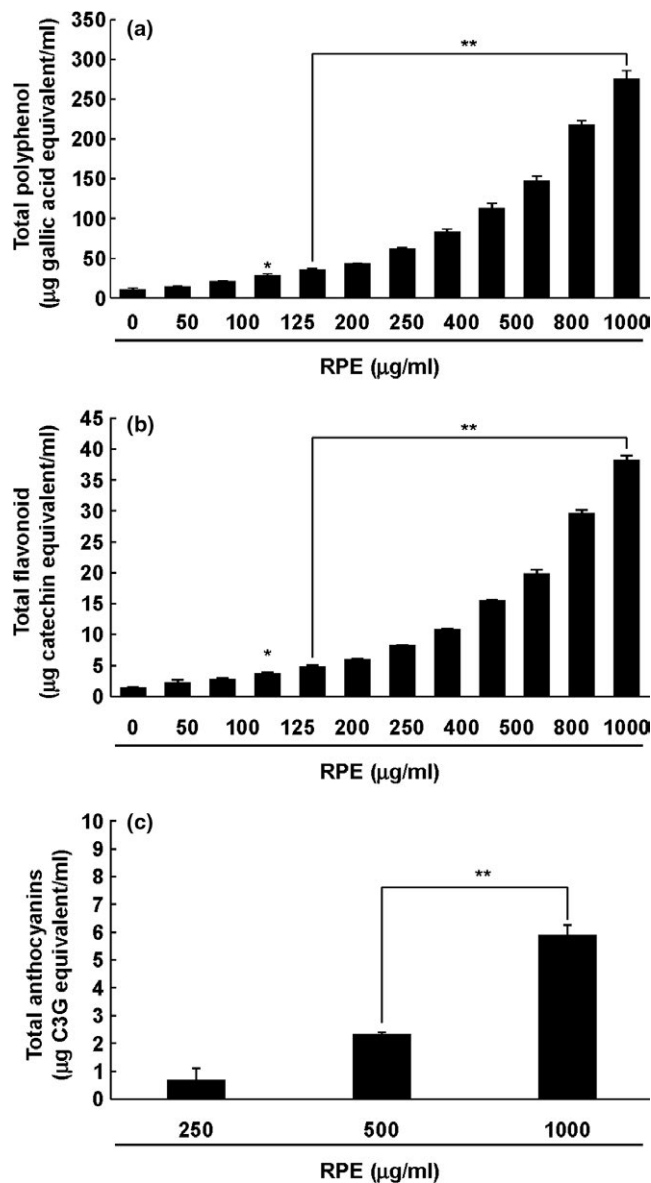 (a)
Total polyphenol
(µg gallic acid equivalent/ml)
350
300
250
200
150
100
50
0
*
**
0 50 100 125 200 250 400 500 800 1000
RPE (µg/ml)
(b)
Total flavonoid
(µg catechin equivalent/ml)
45
40
35
30
25
20
15
10
5
0
*
**
0 50 100 125 200 250 400 500 800 1000
RPE (µg/ml)
(c)
Total anthocyanins
(µg C3G equivalent/ml)
10
9
8
7
6
5
4
3
2
1
0
**
250 500 1000
RPE (µg/ml)